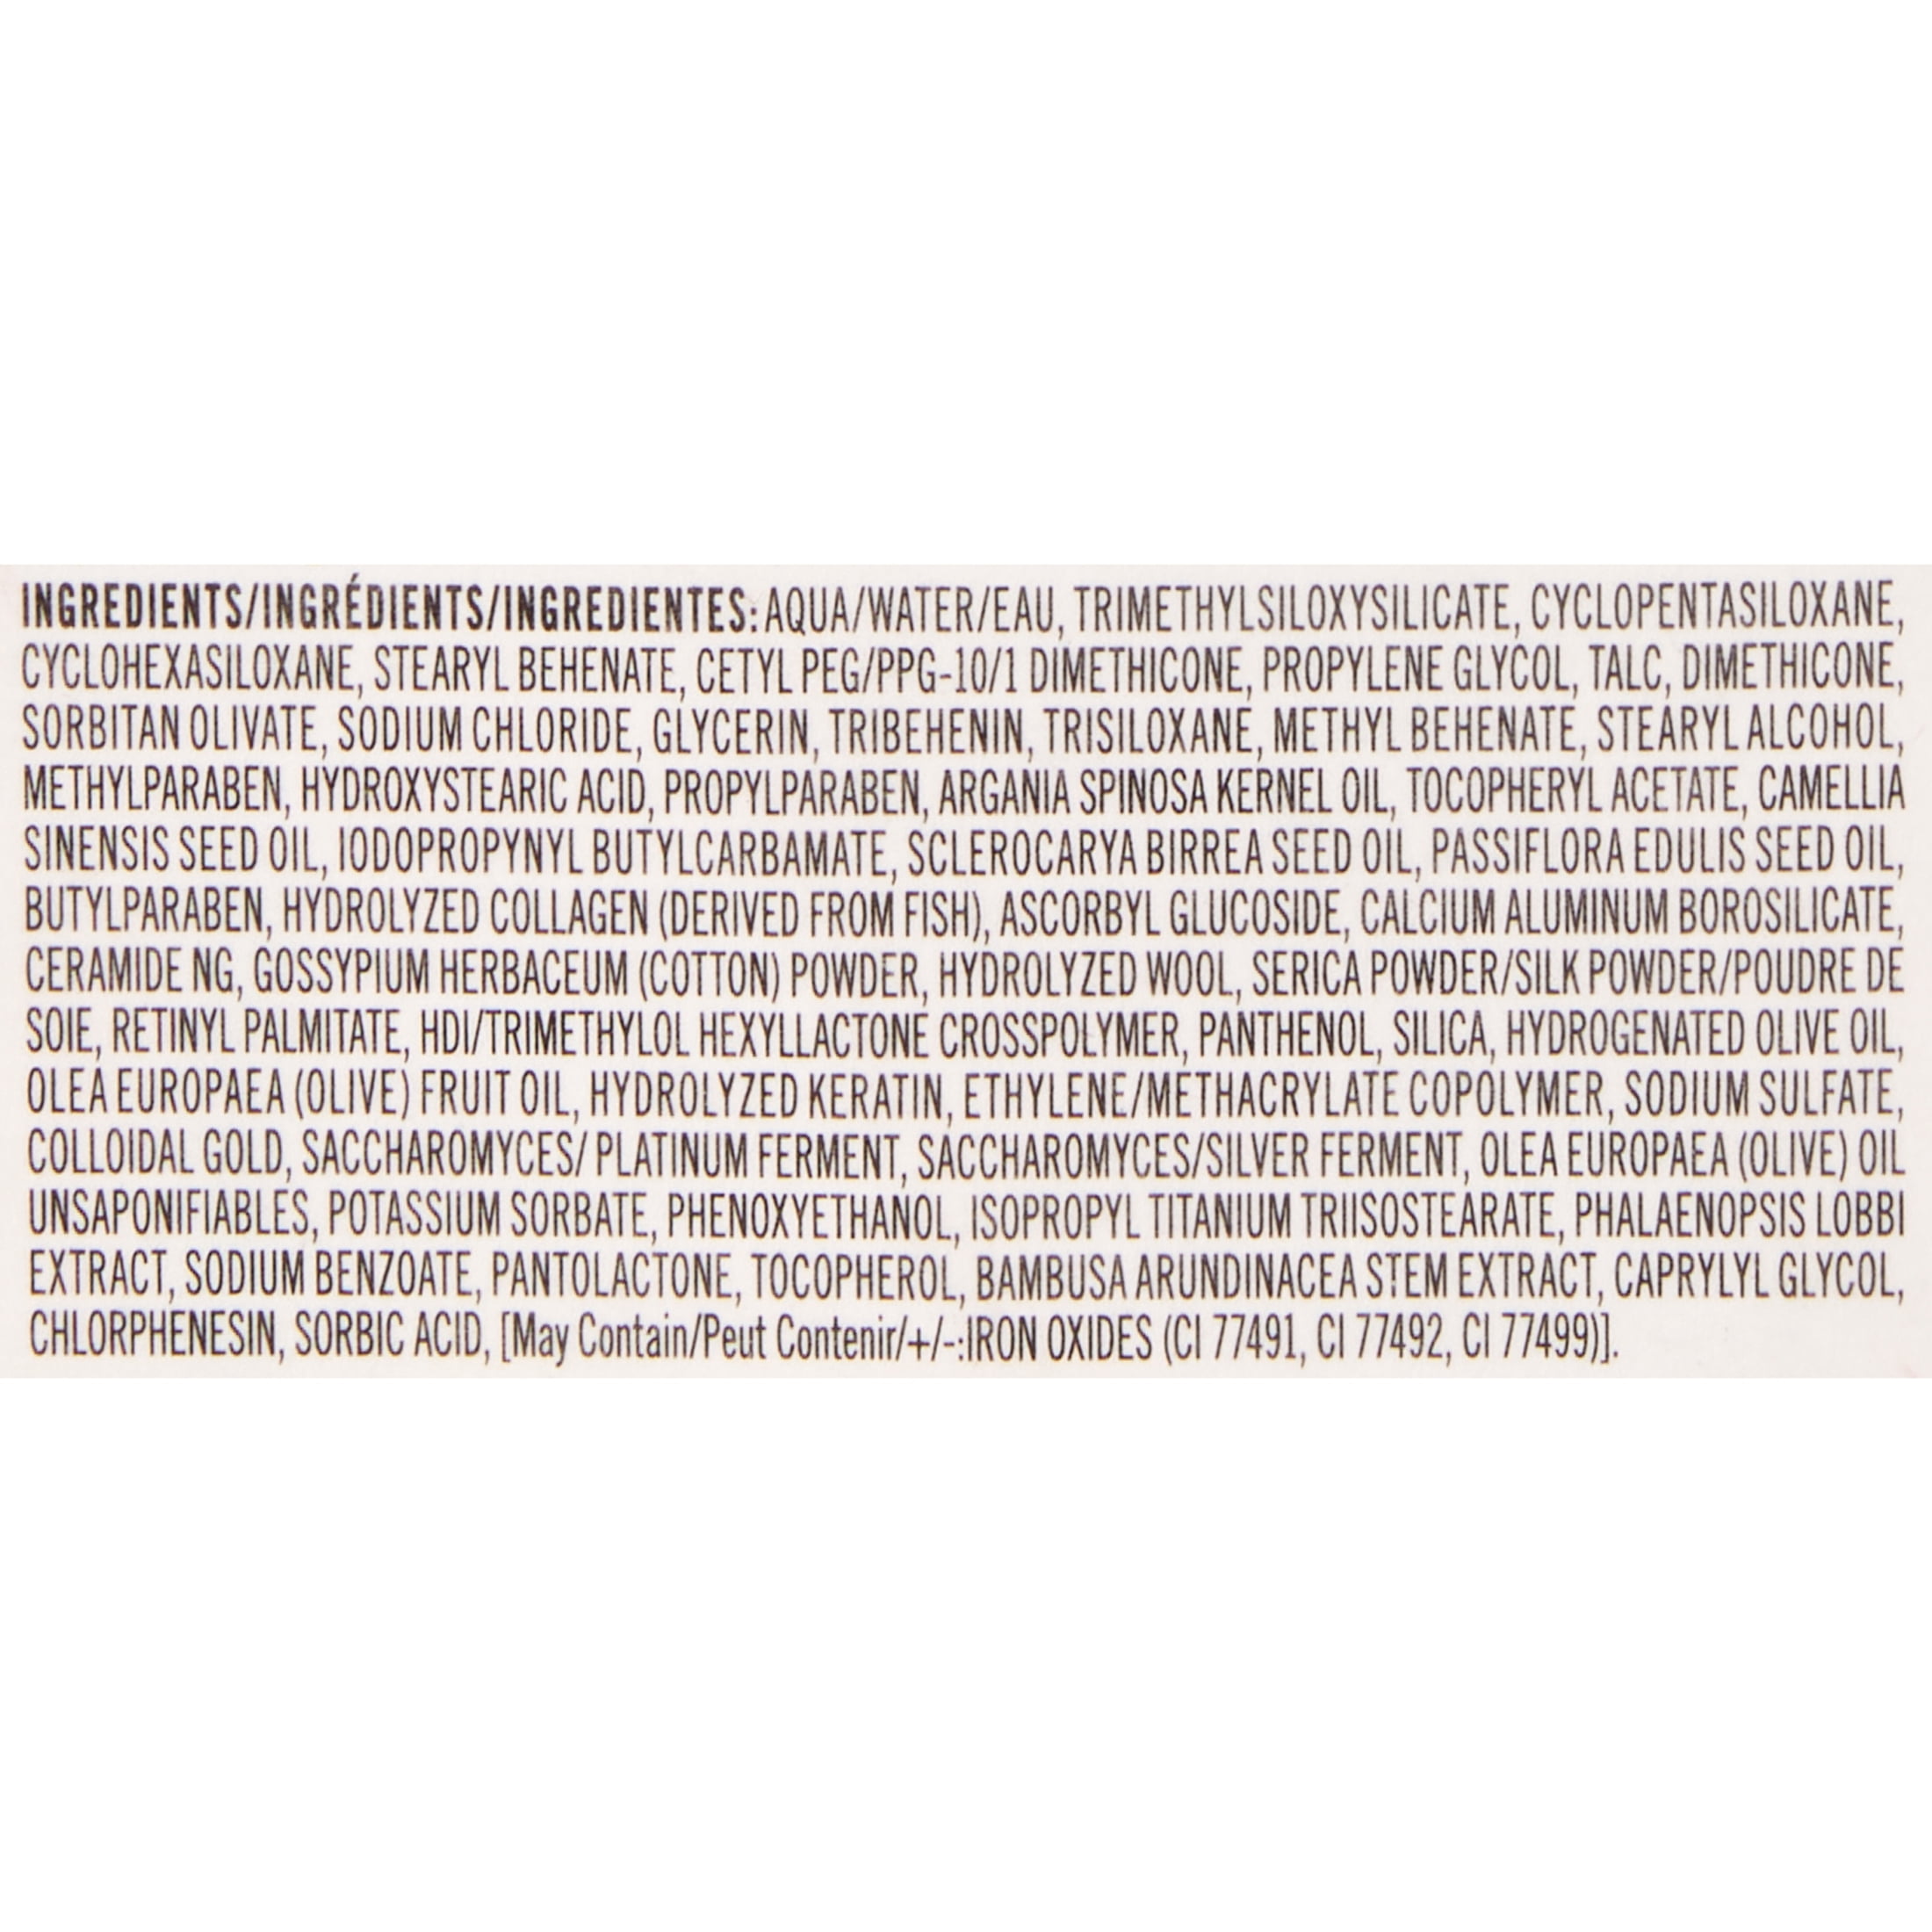 INGREDIENTS/INGRÉDIENTS/INGREDIENTES: AQUA/WATER/EAU, TRIMETHYLSILOXYSILICATE, CYCLOPENTASILOXANE,
CYCLOHEXASILOXANE, STEARYL BEHENATE, CETYL PEG/PPG-10/1 DIMETHICONE, PROPYLENE GLYCOL, TALC, DIMETHICONE,
SORBITAN OLIVATE, SODIUM CHLORIDE, GLYCERIN, TRIBEHENIN, TRISILOXANE, METHYL BEHENATE, STEARYL ALCOHOL,
METHYLPARABEN, HYDROXYSTEARIC ACID, PROPYLPARABEN, ARGANIA SPINOSA KERNEL OIL, TOCOPHERYL ACETATE, CAMELLIA
SINENSIS SEED OIL, IODOPROPYNYL BUTYLCARBAMATE, SCLEROCARYA BIRREA SEED OIL, PASSIFLORA EDULIS SEED OIL,
BUTYLPARABEN, HYDROLYZED COLLAGEN (DERIVED FROM FISH), ASCORBYL GLUCOSIDE, CALCIUM ALUMINUM BOROSILICATE,
CERAMIDE NG, GOSSYPIUM HERBACEUM (COTTON) POWDER, HYDROLYZED WOOL, SERICA POWDER/SILK POWDER/POUDRE DE
SOIE, RETINYL PALMITATE, HDI/TRIMETHYLOL HEXYLLACTONE CROSSPOLYMER, PANTHENOL, SILICA, HYDROGENATED OLIVE OIL,
OLEA EUROPAEA (OLIVE) FRUIT OIL, HYDROLYZED KERATIN, ETHYLENE/METHACRYLATE COPOLYMER, SODIUM SULFATE,
COLLOIDAL GOLD, SACCHAROMYCES/ PLATINUM FERMENT, SACCHAROMYCES/SILVER FERMENT, OLEA EUROPAEA (OLIVE) OIL
UNSAPONIFIABLES, POTASSIUM SORBATE, PHENOXYETHANOL, ISOPROPYL TITANIUM TRIISOSTEARATE, PHALAENOPSIS LOBBI
EXTRACT, SODIUM BENZOATE, PANTOLACTONE, TOCOPHEROL, BAMBUSA ARUNDINACEA STEM EXTRACT, CAPRYLYL GLYCOL,
CHLORPHENESIN, SORBIC ACID, [May Contain/Peut Contenir/+/-:IRON OXIDES (CI 77491, CI 77492, CI 77499)].